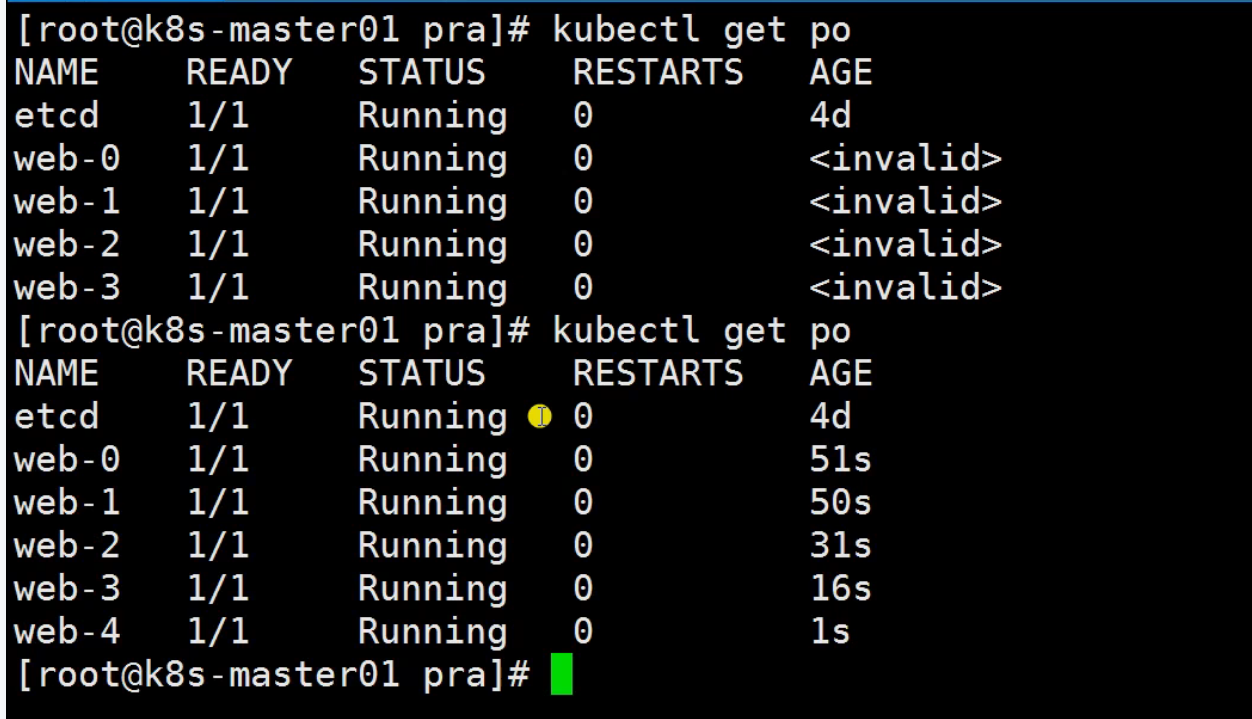 [root@k8s-master01 pra]# kubectl get po
NAME    READY   STATUS    RESTARTS   AGE
etcd    1/1     Running   0          4d
web-0   1/1     Running   0          <invalid>
web-1   1/1     Running   0          <invalid>
web-2   1/1     Running   0          <invalid>
web-3   1/1     Running   0          <invalid>
[root@k8s-master01 pra]# kubectl get po
NAME    READY   STATUS    RESTARTS   AGE
etcd    1/1     Running   0          4d
web-0   1/1     Running   0          51s
web-1   1/1     Running   0          50s
web-2   1/1     Running   0          31s
web-3   1/1     Running   0          16s
web-4   1/1     Running   0          1s
[root@k8s-master01 pra]#